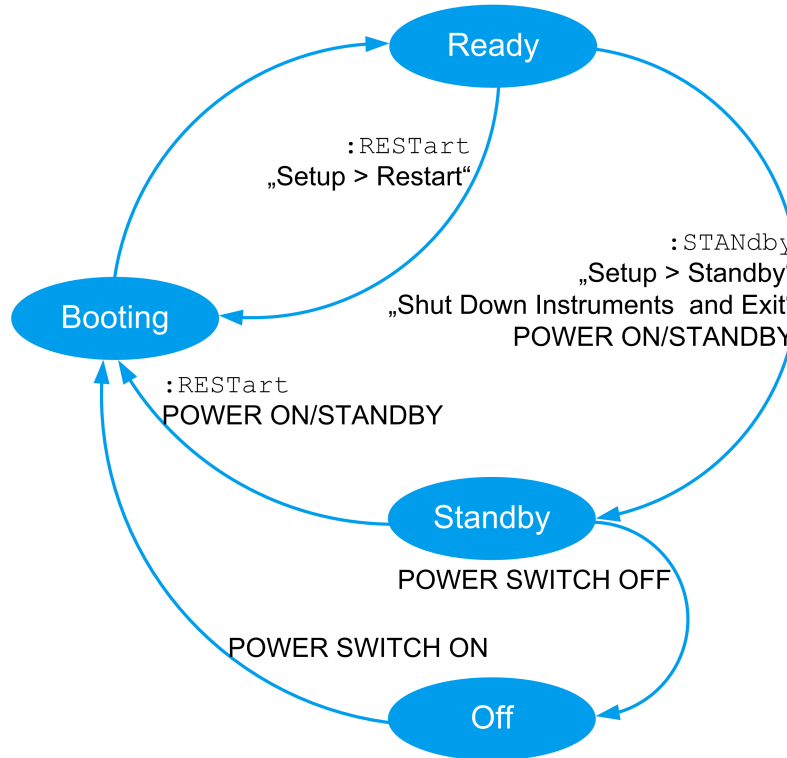 Ready
:RESTart
„Setup > Restart“
:STANdby
„Setup > Standby“
„Shut Down Instruments  and Exit“
POWER ON/STANDBY
Booting
:RESTart
POWER ON/STANDBY
Standby
POWER SWITCH OFF
POWER SWITCH ON
Off